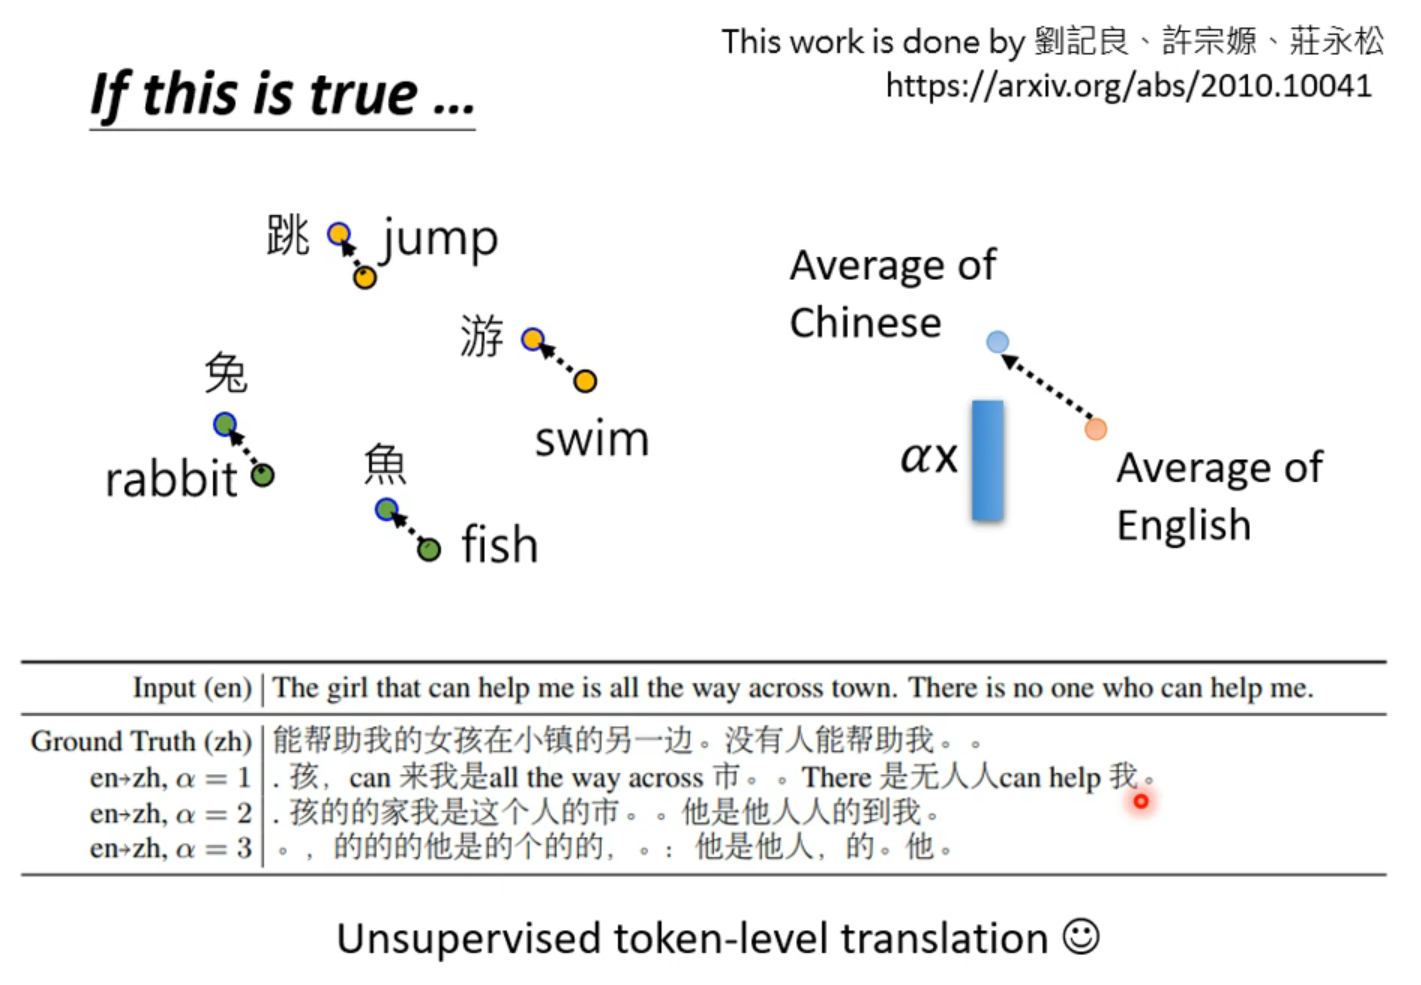 This work is done by 劉記良、許宗嫄、莊永松
https://arxiv.org/abs/2010.10041
If this is true ...
跳 jump
游
swim
兔
rabbit
魚
fish
Average of
Chinese
αx
Average of
English
Input (en) The girl that can help me is all the way across town. There is no one who can help me.
Ground Truth (zh) 能帮助我的女孩在小镇的另一边。没有人能帮助我。。
en→zh, α = 1 . 孩，can 来我是all the way across 市。。There 是无人人can help 我。
en→zh, α = 2 . 孩的的家我是这个人的市。。他是他人人的到我。
en→zh, α = 3 。，的的的他是的个的的，。：他是他人，的。他。
Unsupervised token-level translation ☺